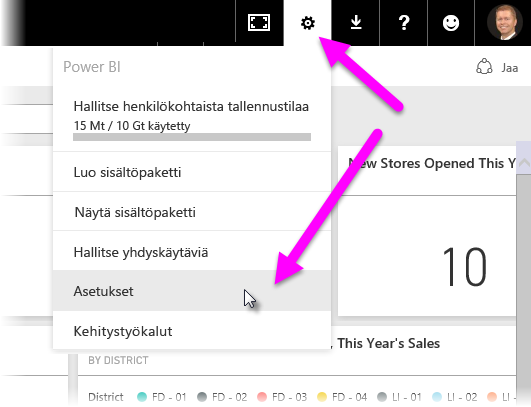 ?
Power BI
Jaa
Hallitse henkilökohtaista tallennustilaa
15 Mt / 10 Gt käytetty
New Stores Opened This Y
Luo sisältöpaketti
Näytä sisältöpaketti
Hallitse yhdyskäytäviä
10
Asetukset
Kehitystyökalut
, This Year's Sales
BY DISTRICT
District FD - 01 FD - 02 FD - 03 FD - 04 LI - 01 LI - 02 LI -